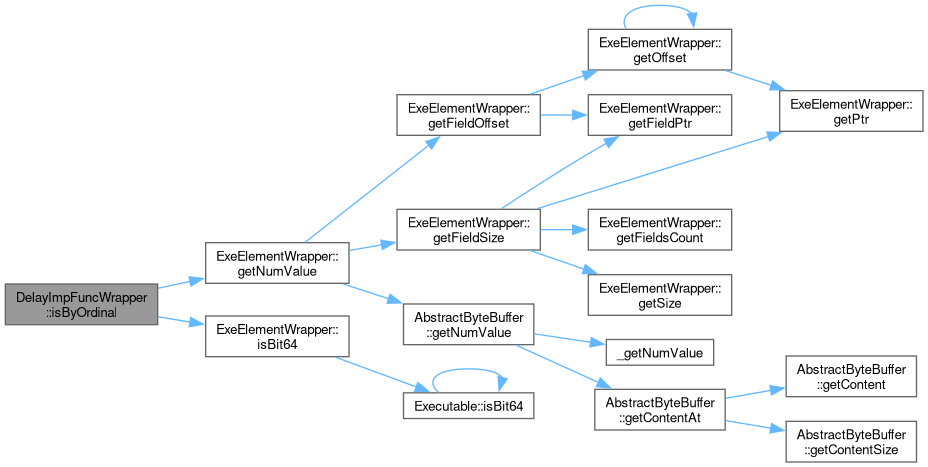 DelayImpFuncWrapper
::isByOrdinal
ExeElementWrapper::
getNumValue
ExeElementWrapper::
isBit64
ExeElementWrapper::
getFieldOffset
ExeElementWrapper::
getFieldSize
AbstractByteBuffer
::getNumValue
Executable::isBit64
ExeElementWrapper::
getOffset
ExeElementWrapper::
getFieldPtr
ExeElementWrapper::
getFieldsCount
ExeElementWrapper::
getSize
_getNumValue
AbstractByteBuffer
::getContentAt
ExeElementWrapper::
getPtr
AbstractByteBuffer
::getContent
AbstractByteBuffer
::getContentSize